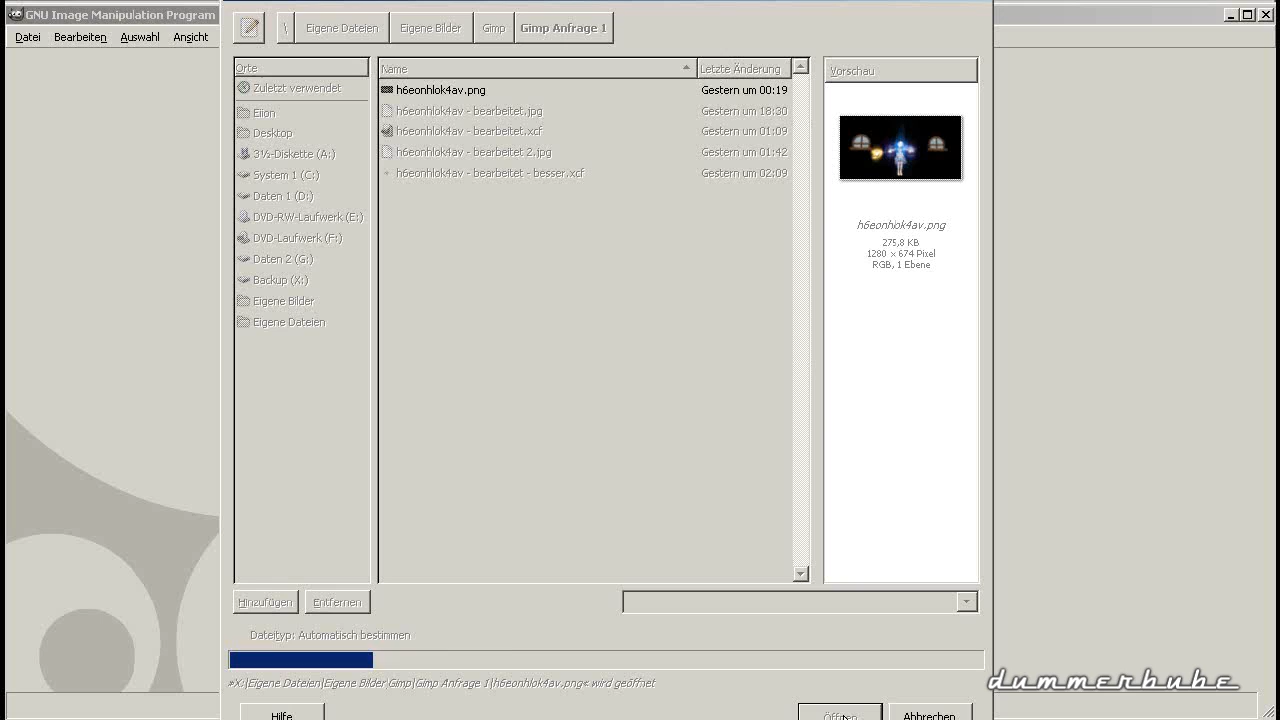 GNU Image Manipulation Program
Datei Bearbeiten Auswahl Ansicht
\ Eigene Dateien Eigene Bilder Gimp Gimp Anfrage 1
Orte
Zuletzt verwendet
Eiion
Desktop
3½-Diskette (A:)
System 1 (C:)
Daten 1 (D:)
DVD-RW-Laufwerk (E:)
DVD-Laufwerk (F:)
Daten 2 (G:)
Backup (X:)
Eigene Bilder
Eigene Dateien
Name Letzte Änderung
h6eonhlok4av.png Gestern um 00:19
h6eonhlok4av - bearbeitet.jpg Gestern um 18:30
h6eonhlok4av - bearbeitet.xcf Gestern um 01:09
h6eonhlok4av - bearbeitet 2.jpg Gestern um 01:42
h6eonhlok4av - bearbeitet - besser.xcf Gestern um 02:09
Vorschau
h6eonhlok4av.png
275,8 KB
1280 × 674 Pixel
RGB, 1 Ebene
Hinzufügen Entfernen
Dateityp: Automatisch bestimmen
»X:\Eigene Dateien\Eigene Bilder\Gimp\Gimp Anfrage 1\h6eonhlok4av.png« wird geöffnet
Hilfe Öffnen Abbrechen
dummerbube